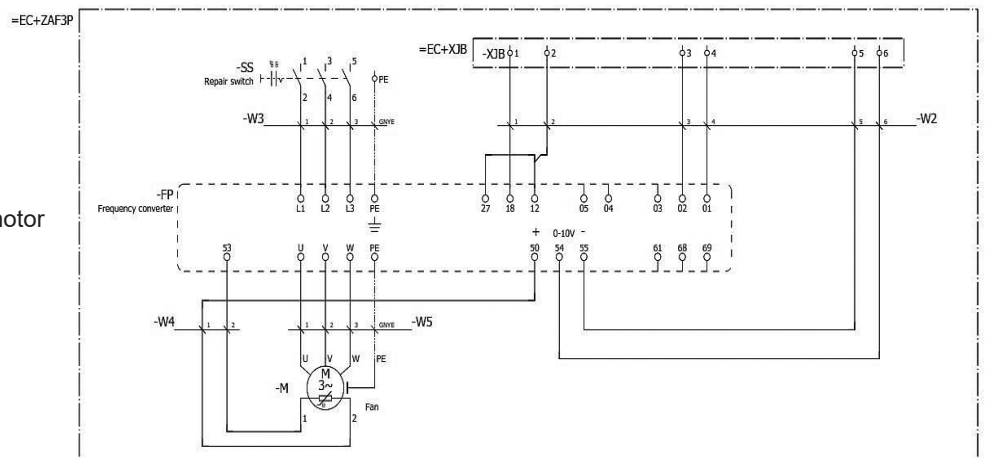 =EC+ZAF3P
=EC+XJB
-XJB 1 2 3 4 5 6
-SS
Repair switch
1 3 5
2 4 6
PE
-W3
1 2 3 GNYE
1 2 3 4 5 6
-W2
-FP
Frequency converter
L1 L2 L3 PE
27 18 12 05 04 03 02 01
notor
+ 0-10V -
53 U V W PE
50 54 55 61 68 69
-W4
1 2
1 2 3 GNYE
-W5
U V W PE
-M
M
3~
Fan
1 2